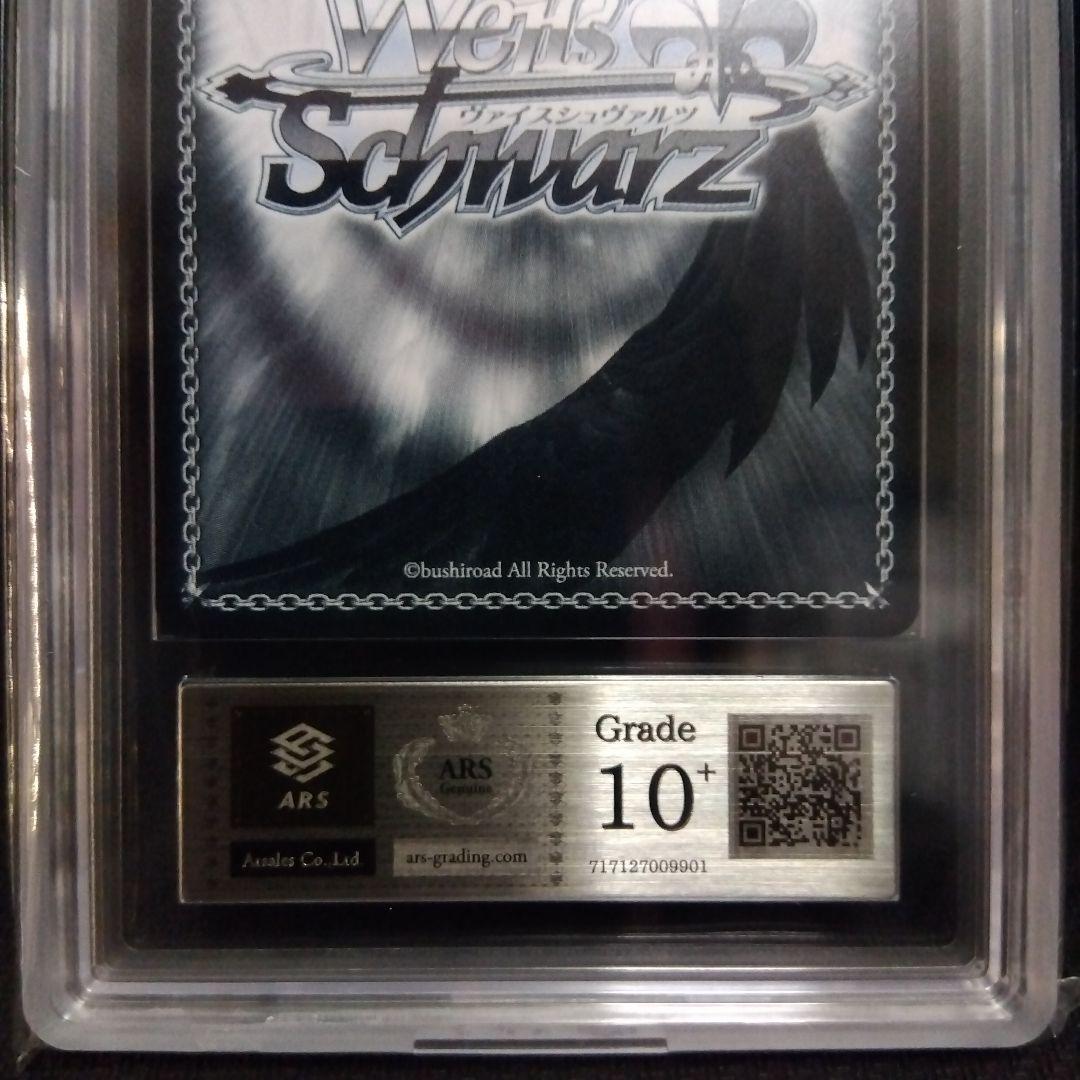 Weiß
ヴァイスシュヴァルツ
Schwarz
©bushiroad All Rights Reserved.
ARS
Arsales Co.,Ltd.
ARS
Genuine
ars-grading.com
Grade
10+
717127009901